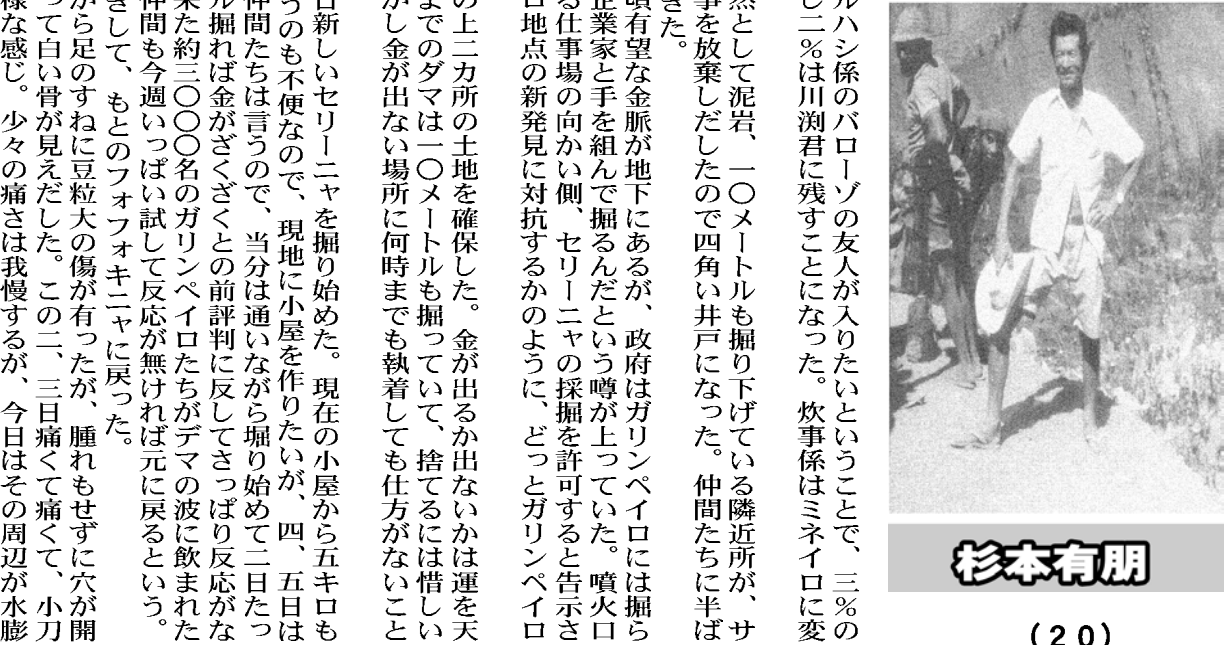 杉本有朋
(20)
ルハシ係のバローゾの友人が入りたいということで、三%の
し二%は川渕君に残すことになった。炊事係はミネイロに変
然として泥岩、一〇メートルも掘り下げている隣近所が、サ
事を放棄しだしたので四角い井戸になった。仲間たちに半ば
きた。
噴有望な金脈が地下にあるが、政府はガリンペイロには掘ら
企業家と手を組んで掘るんだという噂が上っていた。噴火口
る仕事場の向かい側、セリーニャの採掘を許可すると告示さ
ロ地点の新発見に対抗するかのように、どっとガリンペイロ
の上二カ所の土地を確保した。金が出るか出ないかは運を天
までのダマは一〇メートルも掘っていて、捨てるには惜しい
かし金が出ない場所に何時までも執着しても仕方がないこと
日新しいセリーニャを掘り始めた。現在の小屋から五キロも
うのも不便なので、現地に小屋を作りたいが、四、五日は
仲間たちは言うので、当分は通いながら堀り始めて二日たっ
ル掘れば金がざくざくとの前評判に反してさっぱり反応がな
来た約三〇〇〇名のガリンペイロたちがデマの波に飲まれた
仲間も今週いっぱい試して反応が無ければ元に戻るという。
きして、もとのフォフォキニャに戻った。
から足のすねに豆粒大の傷が有ったが、腫れもせずに穴が開
って白い骨が見えだした。この二、三日痛くて痛くて、小刀
様な感じ。少々の痛さは我慢するが、今日はその周辺が水膨